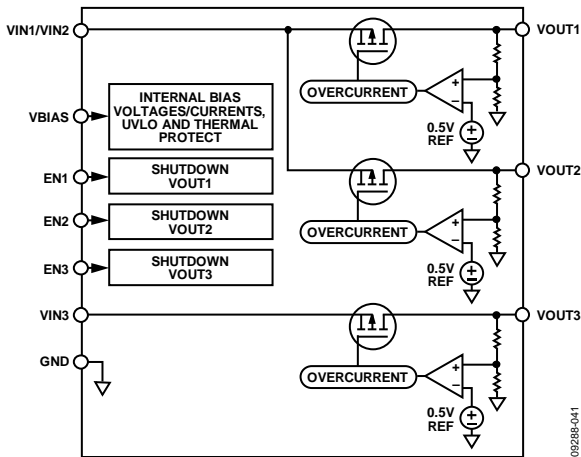 VIN1/VIN2
VOUT1
OVERCURRENT
+
–
0.5V
REF
INTERNAL BIAS
VOLTAGES/CURRENTS,
UVLO AND THERMAL
PROTECT
VBIAS
EN1
SHUTDOWN
VOUT1
VOUT2
EN2
SHUTDOWN
VOUT2
OVERCURRENT
+
–
0.5V
REF
EN3
SHUTDOWN
VOUT3
VIN3
VOUT3
GND
OVERCURRENT
+
–
0.5V
REF
09288-041